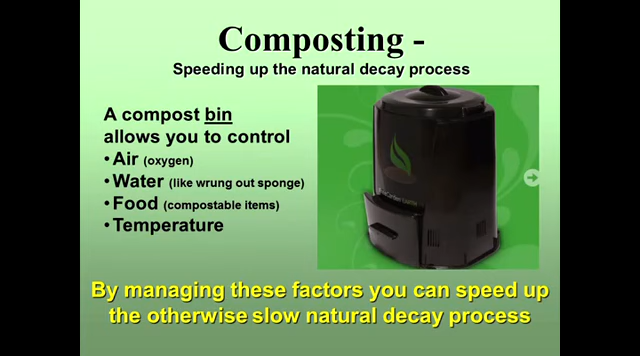 Composting -
Speeding up the natural decay process
A compost bin
allows you to control
• Air (oxygen)
• Water (like wrung out sponge)
• Food (compostable items)
• Temperature
By managing these factors you can speed up
the otherwise slow natural decay process